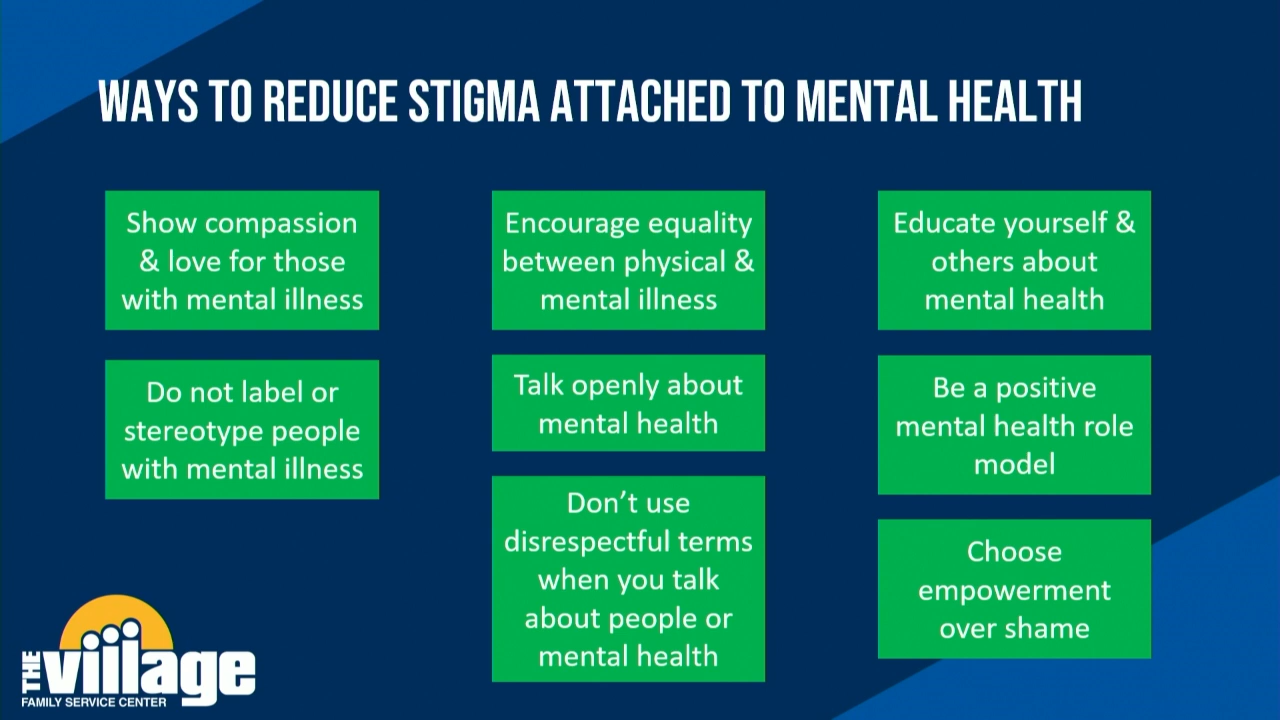 WAYS TO REDUCE STIGMA ATTACHED TO MENTAL HEALTH
Show compassion
& love for those
with mental illness
Do not label or
stereotype people
with mental illness
Encourage equality
between physical &
mental illness
Talk openly about
mental health
Don’t use
disrespectful terms
when you talk
about people or
mental health
Educate yourself &
others about
mental health
Be a positive
mental health role
model
Choose
empowerment
over shame
THE village
FAMILY SERVICE CENTER